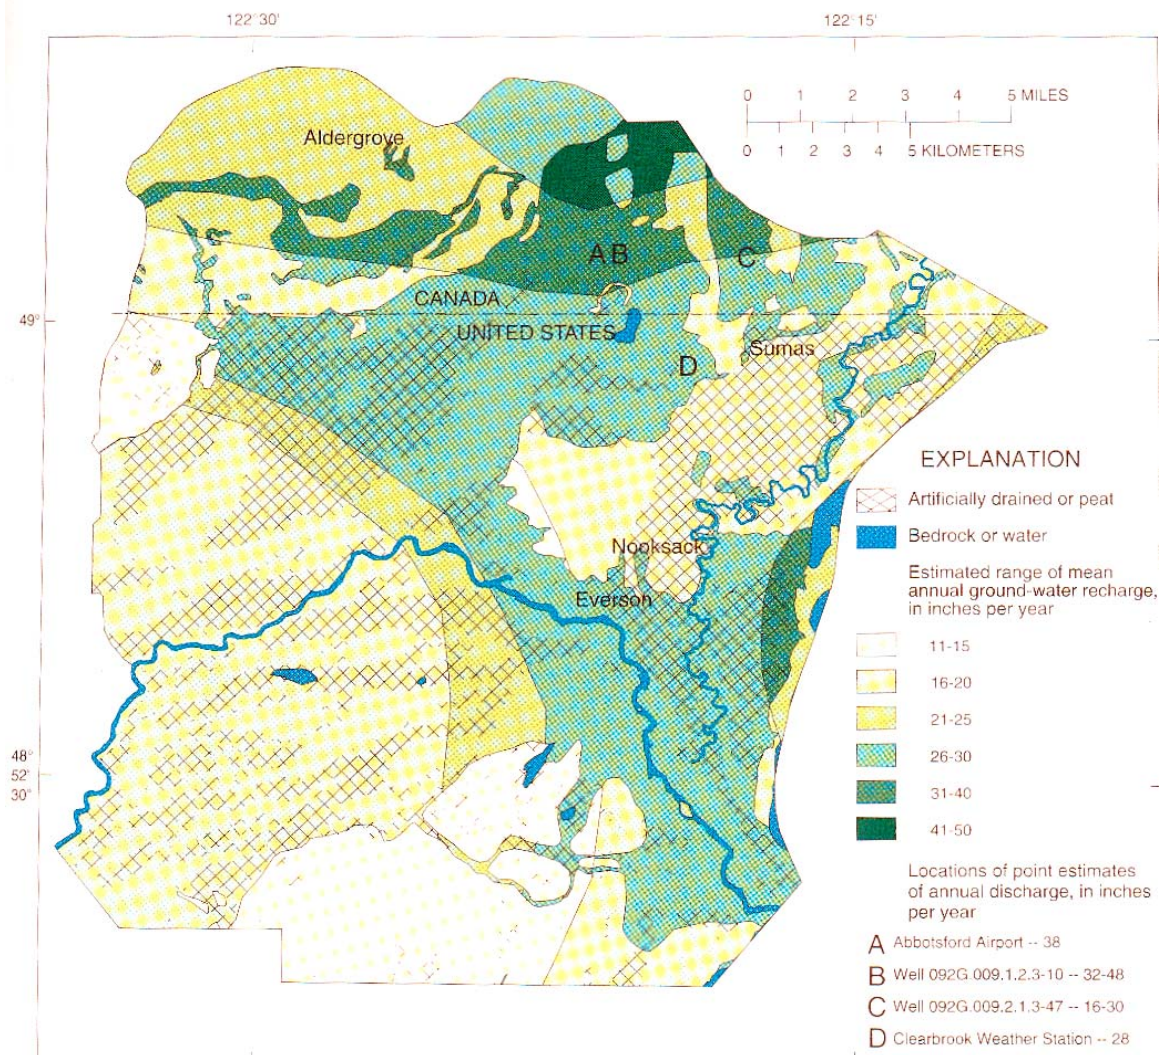 122°30'
122°15'
0 1 2 3 4 5 MILES
0 1 2 3 4 5 KILOMETERS
Aldergrove
A B
C
CANADA
49°
UNITED STATES
Sumas
D
EXPLANATION
Artificially drained or peat
Bedrock or water
Nooksack
Estimated range of mean
annual ground-water recharge,
in inches per year
Everson
11-15
16-20
21-25
26-30
31-40
41-50
48°
52'
30"
Locations of point estimates
of annual discharge, in inches
per year
A Abbotsford Airport -- 38
B Well 092G.009.1.2.3-10 -- 32-48
C Well 092G.009.2.1.3-47 -- 16-30
D Clearbrook Weather Station -- 28